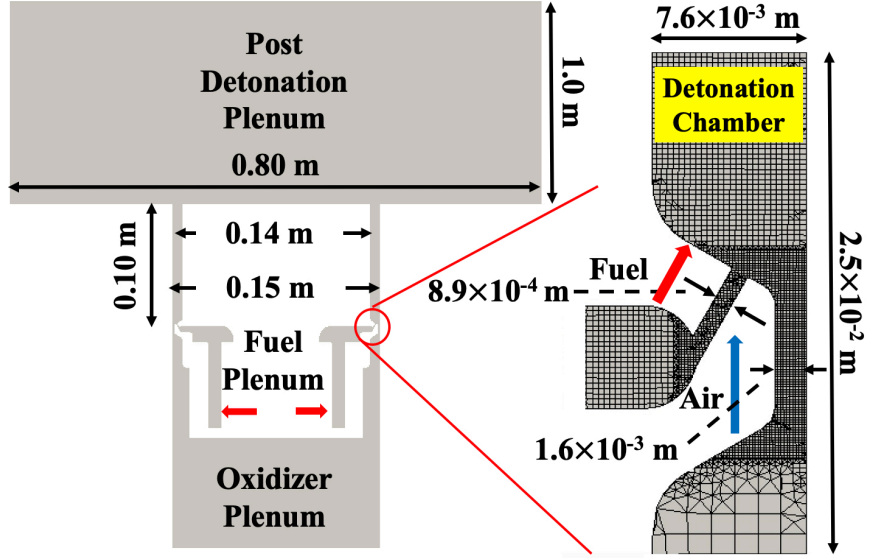 Post
Detonation
Plenum
0.80 m
1.0 m
0.10 m
0.14 m
0.15 m
Fuel
Plenum
Oxidizer
Plenum
7.6×10⁻³ m
Detonation
Chamber
Fuel
8.9×10⁻⁴ m
2.5×10⁻² m
Air
1.6×10⁻³ m